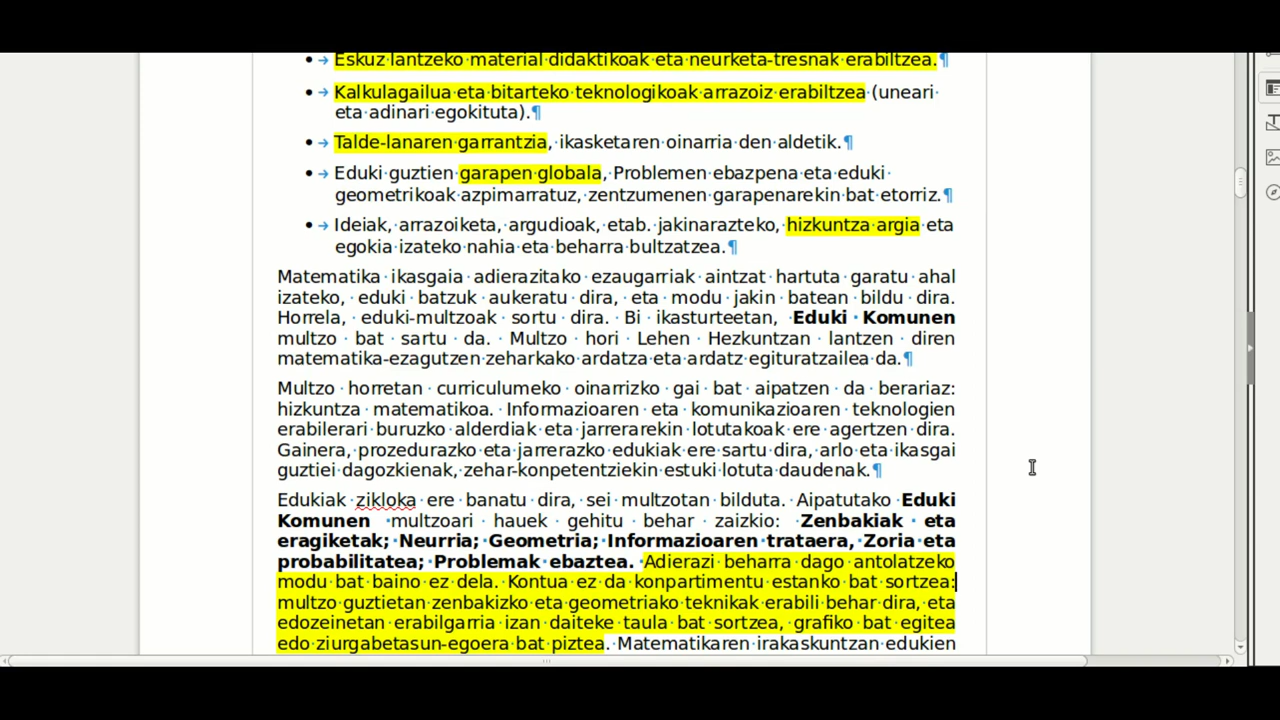 • → Eskuz lantzeko material didaktikoak eta neurketa-tresnak erabiltzea.¶
• → Kalkulagailua eta bitarteko teknologikoak arrazoiz erabiltzea (uneari
eta adinari egokituta).¶
• → Talde-lanaren garrantzia, ikasketaren oinarria den aldetik.¶
• → Eduki guztien garapen globala, Problemen ebazpena eta eduki
geometrikoak azpimarratuz, zentzumenen garapenarekin bat etorriz.¶
• → Ideiak, arrazoiketa, argudioak, etab. jakinarazteko, hizkuntza argia eta
egokia izateko nahia eta beharra bultzatzea.¶
Matematika ikasgaia adierazitako ezaugarriak aintzat hartuta garatu ahal
izateko, eduki batzuk aukeratu dira, eta modu jakin batean bildu dira.
Horrela, eduki-multzoak sortu dira. Bi ikasturteetan, Eduki Komunen
multzo bat sartu da. Multzo hori Lehen Hezkuntzan lantzen diren
matematika-ezagutzen zeharkako ardatza eta ardatz egituratzailea da.¶
Multzo horretan curriculumeko oinarrizko gai bat aipatzen da berariaz:
hizkuntza matematikoa. Informazioaren eta komunikazioaren teknologien
erabilerari buruzko alderdiak eta jarrerarekin lotutakoak ere agertzen dira.
Gainera, prozedurazko eta jarrerazko edukiak ere sartu dira, arlo eta ikasgai
guztiei dagozkienak, zehar-konpetentziekin estuki lotuta daudenak.¶
Edukiak zikloka ere banatu dira, sei multzotan bilduta. Aipatutako Eduki
Komunen multzoari hauek gehitu behar zaizkio: Zenbakiak eta
eragiketak; Neurria; Geometria; Informazioaren trataera, Zoria eta
probabilitatea; Problemak ebaztea. Adierazi beharra dago antolatzeko
modu bat baino ez dela. Kontua ez da konpartimentu estanko bat sortzea:
multzo guztietan zenbakizko eta geometriako teknikak erabili behar dira, eta
edozeinetan erabilgarria izan daiteke taula bat sortzea, grafiko bat egitea
edo ziurgabetasun-egoera bat piztea. Matematikaren irakaskuntzan edukien